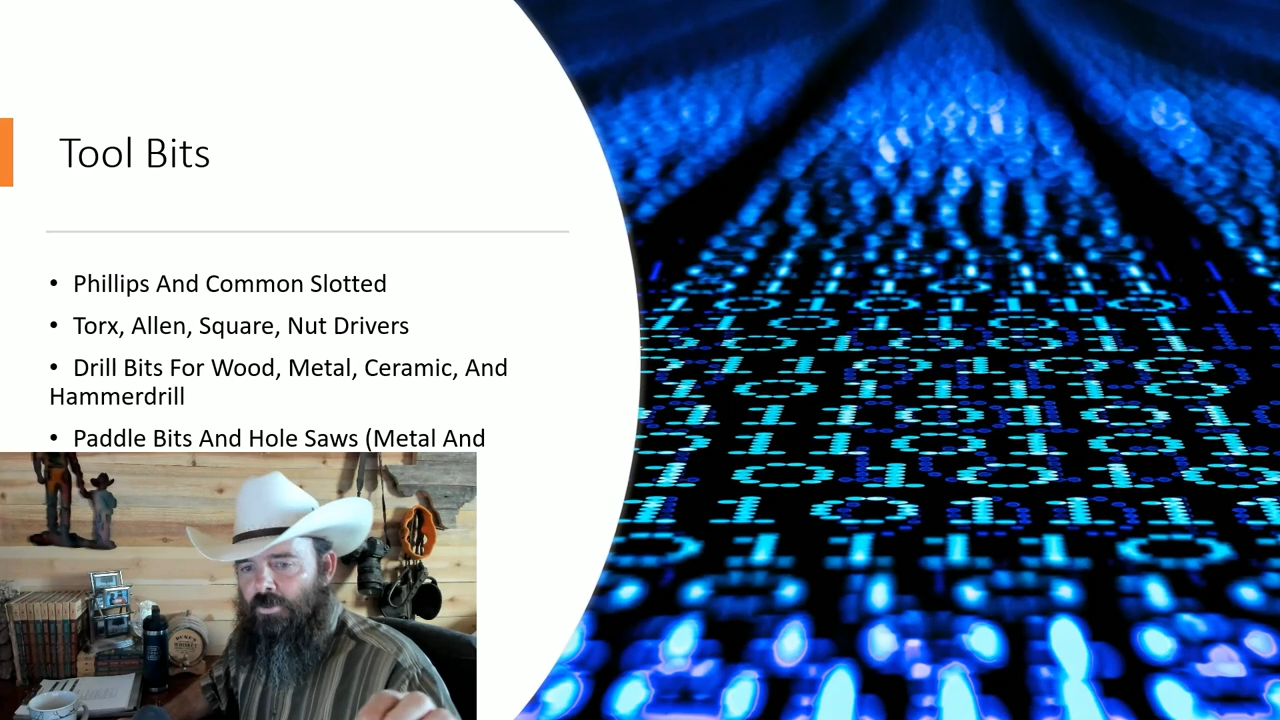 Tool Bits
• Phillips And Common Slotted
• Torx, Allen, Square, Nut Drivers
• Drill Bits For Wood, Metal, Ceramic, And
Hammerdrill
• Paddle Bits And Hole Saws (Metal And